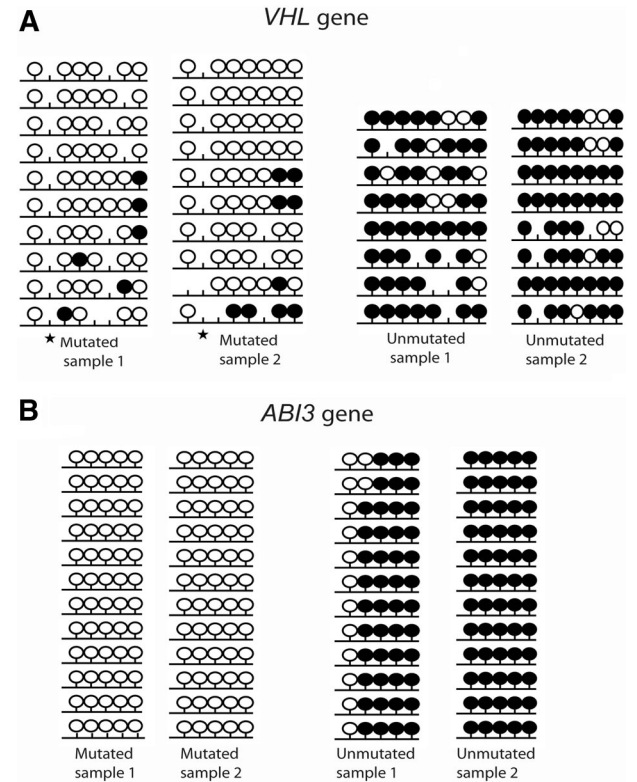 A
VHL gene
★ Mutated
sample 1
★ Mutated
sample 2
Unmutated
sample 1
Unmutated
sample 2
B
ABI3 gene
Mutated
sample 1
Mutated
sample 2
Unmutated
sample 1
Unmutated
sample 2